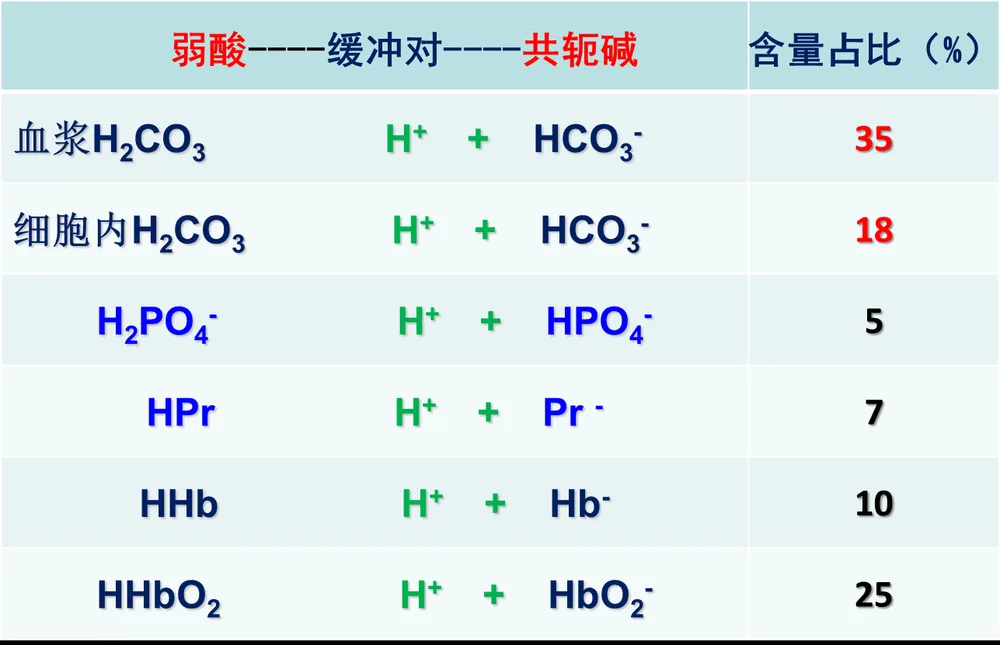 弱酸----缓冲对----共轭碱 含量占比（%）
血浆H₂CO₃ H⁺ + HCO₃⁻ 35
细胞内H₂CO₃ H⁺ + HCO₃⁻ 18
H₂PO₄⁻ H⁺ + HPO₄⁻ 5
HPr H⁺ + Pr ⁻ 7
HHb H⁺ + Hb⁻ 10
HHbO₂ H⁺ + HbO₂⁻ 25